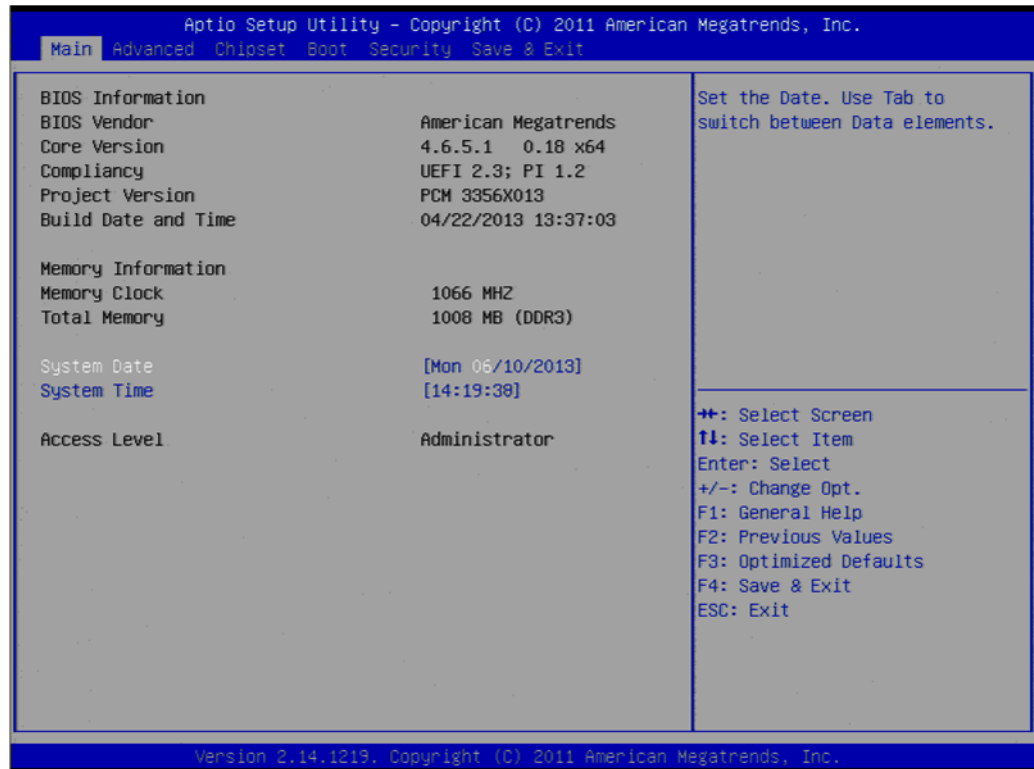 Aptio Setup Utility – Copyright (C) 2011 American Megatrends, Inc.
Main Advanced Chipset Boot Security Save & Exit
BIOS Information
BIOS Vendor American Megatrends
Core Version 4.6.5.1 0.18 x64
Compliancy UEFI 2.3; PI 1.2
Project Version PCM 3356X013
Build Date and Time 04/22/2013 13:37:03
Memory Information
Memory Clock 1066 MHZ
Total Memory 1008 MB (DDR3)
System Date [Mon 06/10/2013]
System Time [14:19:38]
Access Level Administrator
Set the Date. Use Tab to
switch between Data elements.
→←: Select Screen
↑↓: Select Item
Enter: Select
+/-: Change Opt.
F1: General Help
F2: Previous Values
F3: Optimized Defaults
F4: Save & Exit
ESC: Exit
Version 2.14.1219. Copyright (C) 2011 American Megatrends, Inc.